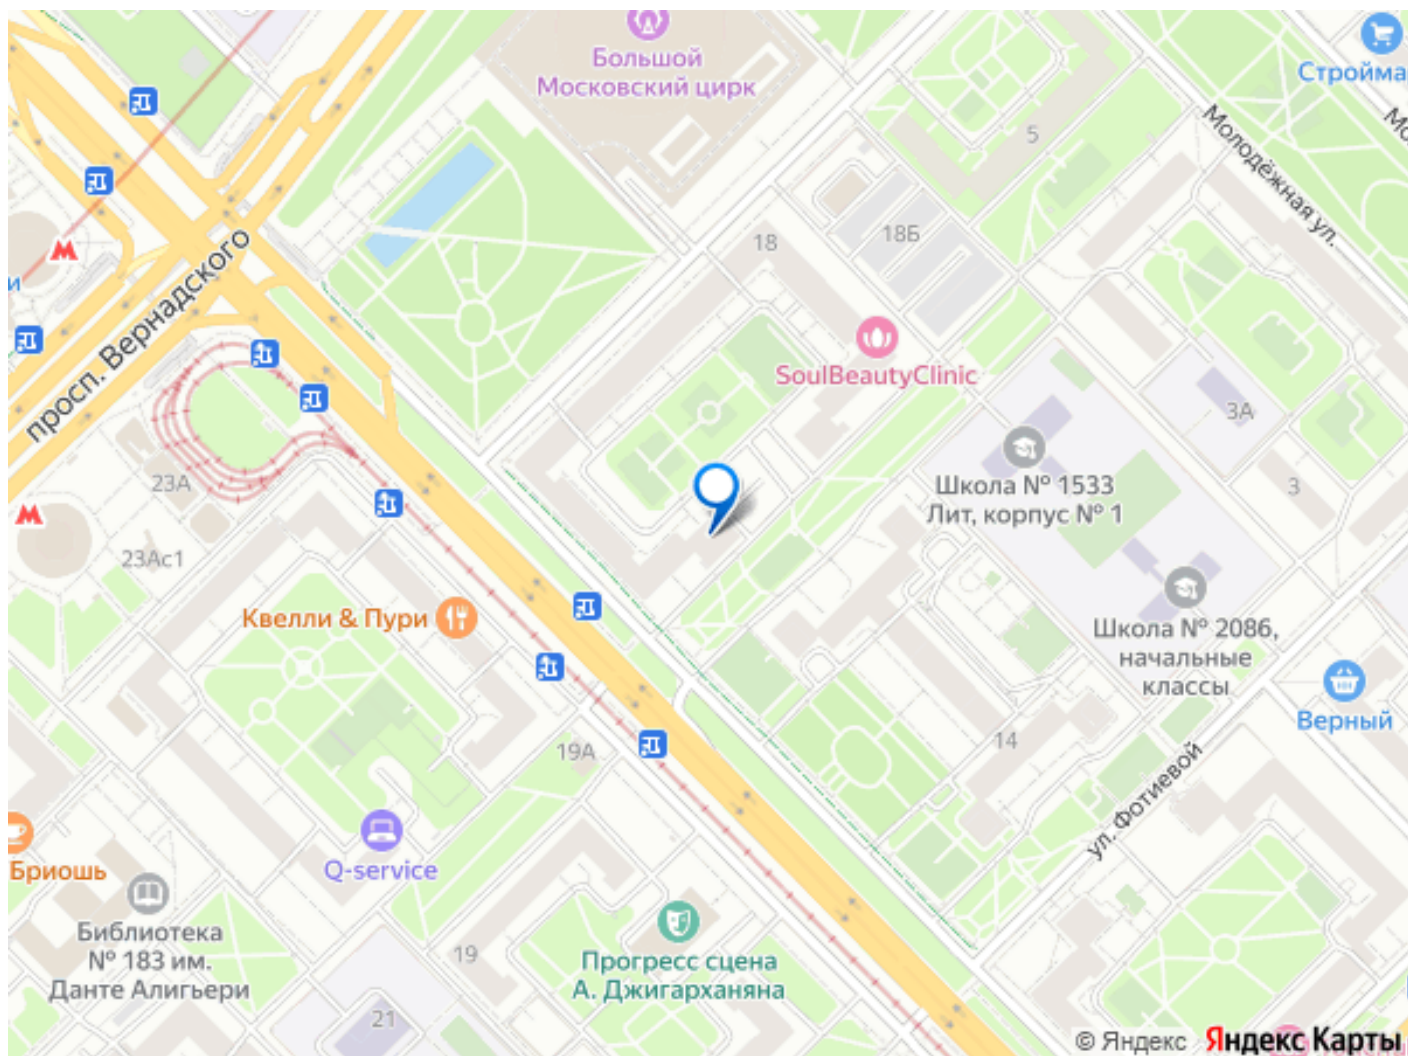 Большой
Московский цирк
Строймa
Молодёжная ул.
5
18
18Б
просп. Вернадского
SoulBeautyClinic
3А
23А
Школа № 1533
Лит, корпус № 1
3
23Ас1
Квелли & Пури
Школа № 2086,
начальные
классы
Верный
14
19А
ул. Фотиевой
Q-service
Бриошь
Библиотека
№ 183 им.
Данте Алигьери
19
Прогресс сцена
А. Джигарханяна
21
© Яндекс Яндекс Карты